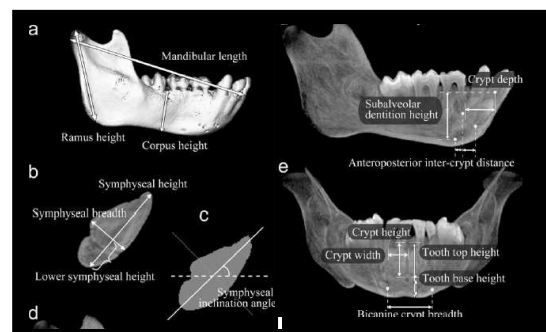 a
Mandibular length
Ramus height
Corpus height
Crypt depth
Subalveolar
dentition height
Anteroposterior inter-crypt distance
b
Symphyseal height
Symphyseal breadth
Lower symphyseal height
c
Symphyseal
inclination angle
d
e
Crypt height
Crypt width
Tooth top height
Tooth base height
Bicanine crypt breadth